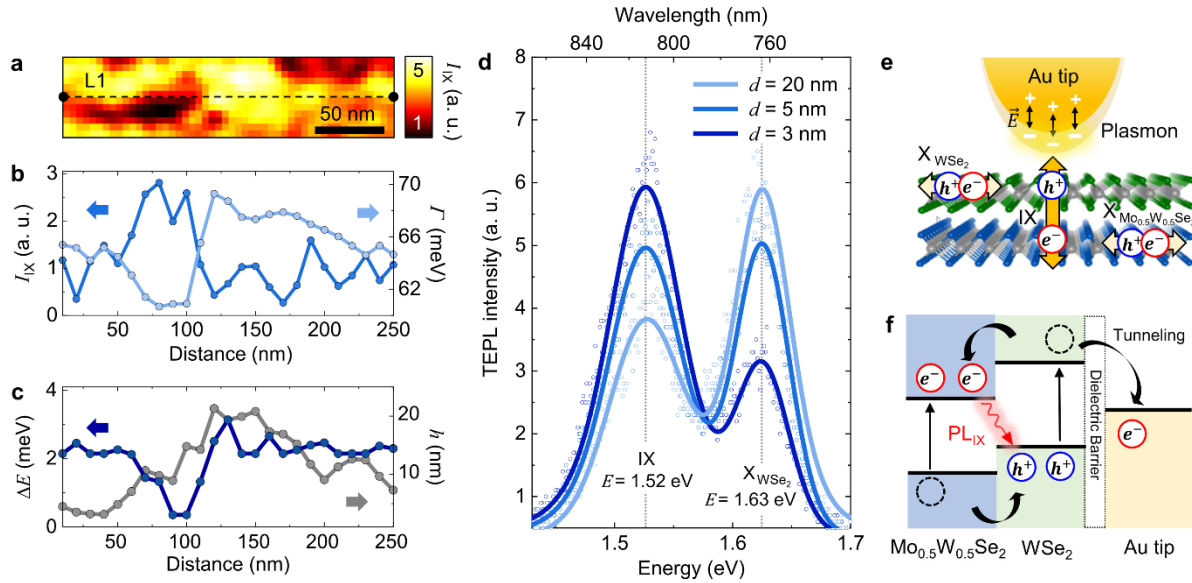 a
L1
50 nm
5
1
I_IX (a. u.)
b
3
2
1
0
I_IX (a. u.)
70
66
62
Γ (meV)
50 100 150 200 250
Distance (nm)
c
4
2
0
ΔE (meV)
20
10
h (nm)
50 100 150 200 250
Distance (nm)
d
Wavelength (nm)
840 800 760
8
7
6
5
4
3
2
1
TEPL intensity (a. u.)
d = 20 nm
d = 5 nm
d = 3 nm
IX
E = 1.52 eV
X_WSe₂
E = 1.63 eV
1.5 1.6 1.7
Energy (eV)
e
Au tip
+ + +
E⃗
− − −
Plasmon
X_WSe₂
h⁺ e⁻ h⁺
IX
X_Mo₀.₅W₀.₅Se₂
e⁻ h⁺ e⁻
f
Tunneling
Dielectric Barrier
e⁻ e⁻
e⁻
PL_IX
h⁺ h⁺
Mo₀.₅W₀.₅Se₂ WSe₂ Au tip